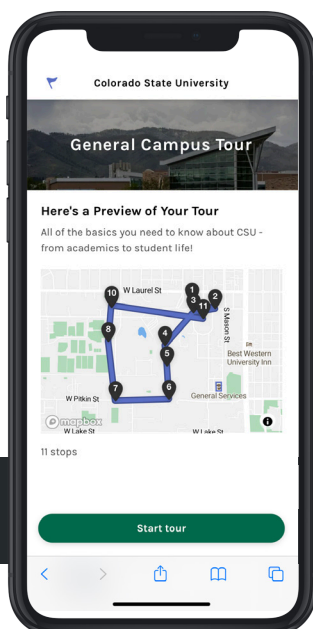 Colorado State University
General Campus Tour
Here's a Preview of Your Tour
All of the basics you need to know about CSU -
from academics to student life!
10
W Laurel St
1
2
3
11
S Mason St
8
4
5
Best Western
University Inn
7
6
W Pitkin St
General Services
mapbox
W Lake St
W Lake St
11 stops
Start tour